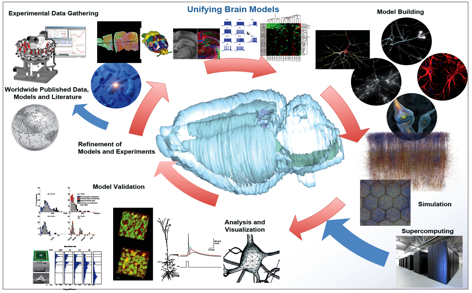 Unifying Brain Models
Experimental Data Gathering
Model Building
Worldwide Published Data,
Models and Literature
Refinement of
Models and Experiments
Model Validation
Simulation
Analysis and
Visualization
Supercomputing